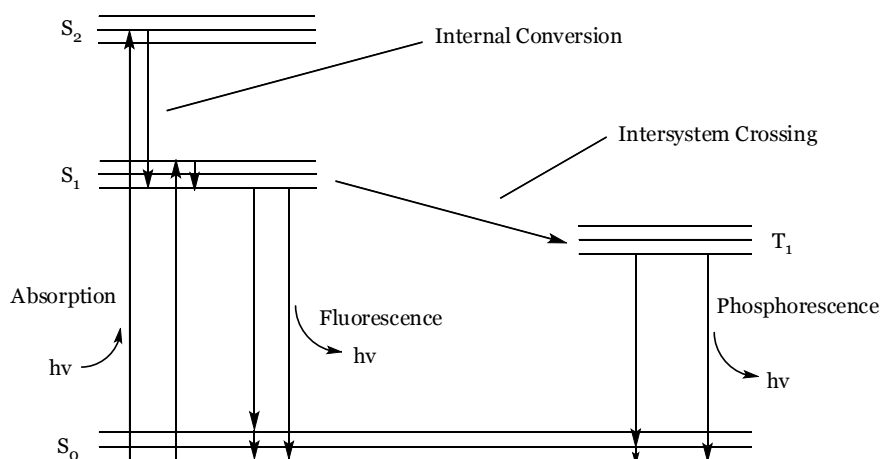 S2
Internal Conversion
Intersystem Crossing
S1
T1
Absorption
Fluorescence
Phosphorescence
hv
hv
hv
S0